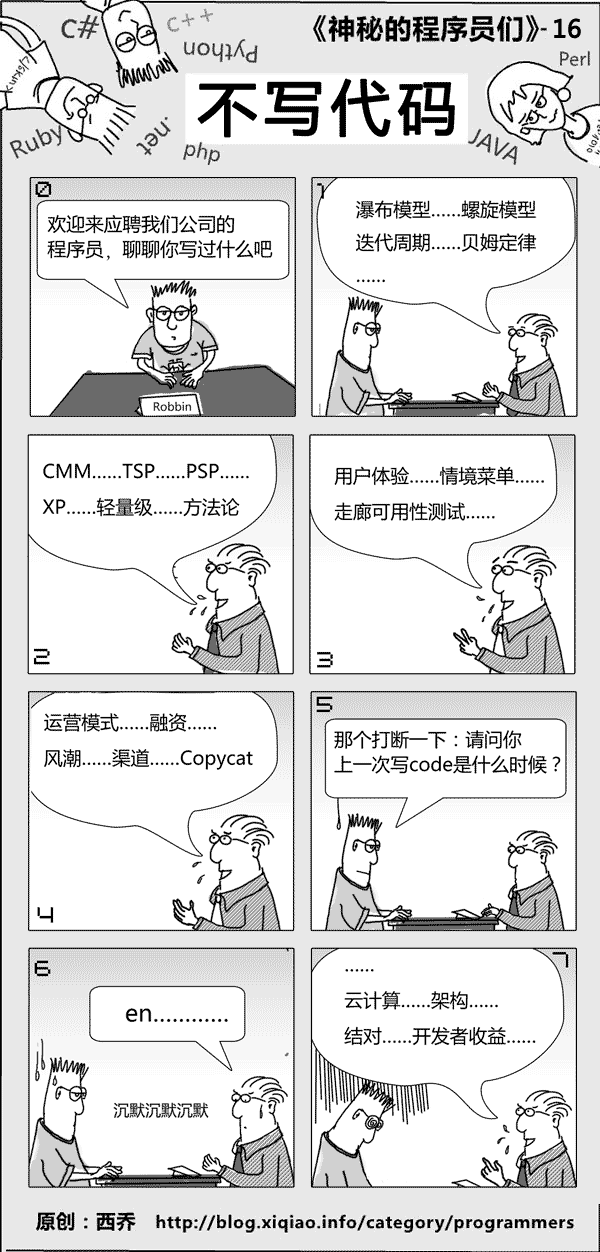 《神秘的程序员们》- 16
C#
C++
Python
Perl
不写代码
Ruby
.net
php
JAVA
0
欢迎来应聘我们公司的
程序员，聊聊你写过什么吧
Robbin
1
瀑布模型……螺旋模型
迭代周期……贝姆定律
……
CMM……TSP……PSP……
XP……轻量级……方法论
2
用户体验……情境菜单……
走廊可用性测试……
3
运营模式……融资……
风潮……渠道……Copycat
4
5
那个打断一下：请问你
上一次写code是什么时候？
6
en…………
沉默沉默沉默
7
……
云计算……架构……
结对……开发者收益……
原创：西乔 http://blog.xiqiao.info/category/programmers